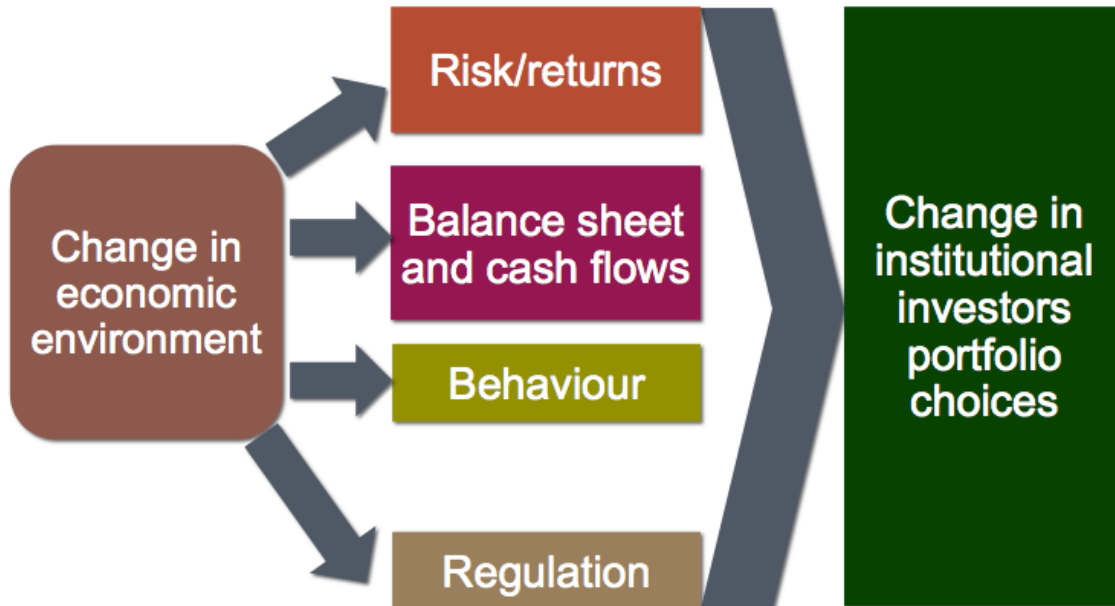 Risk/returns
Change in
economic
environment
Balance sheet
and cash flows
Behaviour
Regulation
Change in
institutional
investors
portfolio
choices